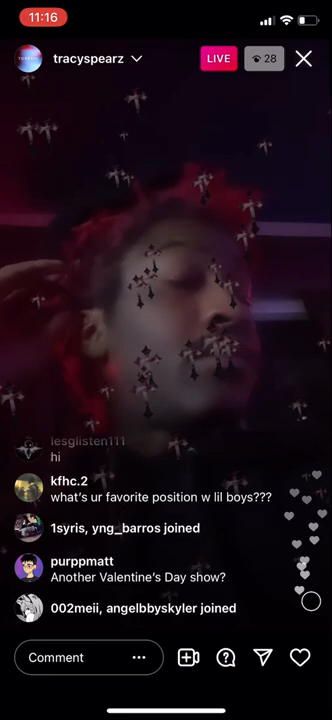 11:16
tracyspearz
LIVE
28
lesglisten111
hi
kfhc.2
what's ur favorite position w lil boys???
1syris, yng_barros joined
purppmatt
Another Valentine's Day show?
002meii, angelbbyskyler joined
Comment